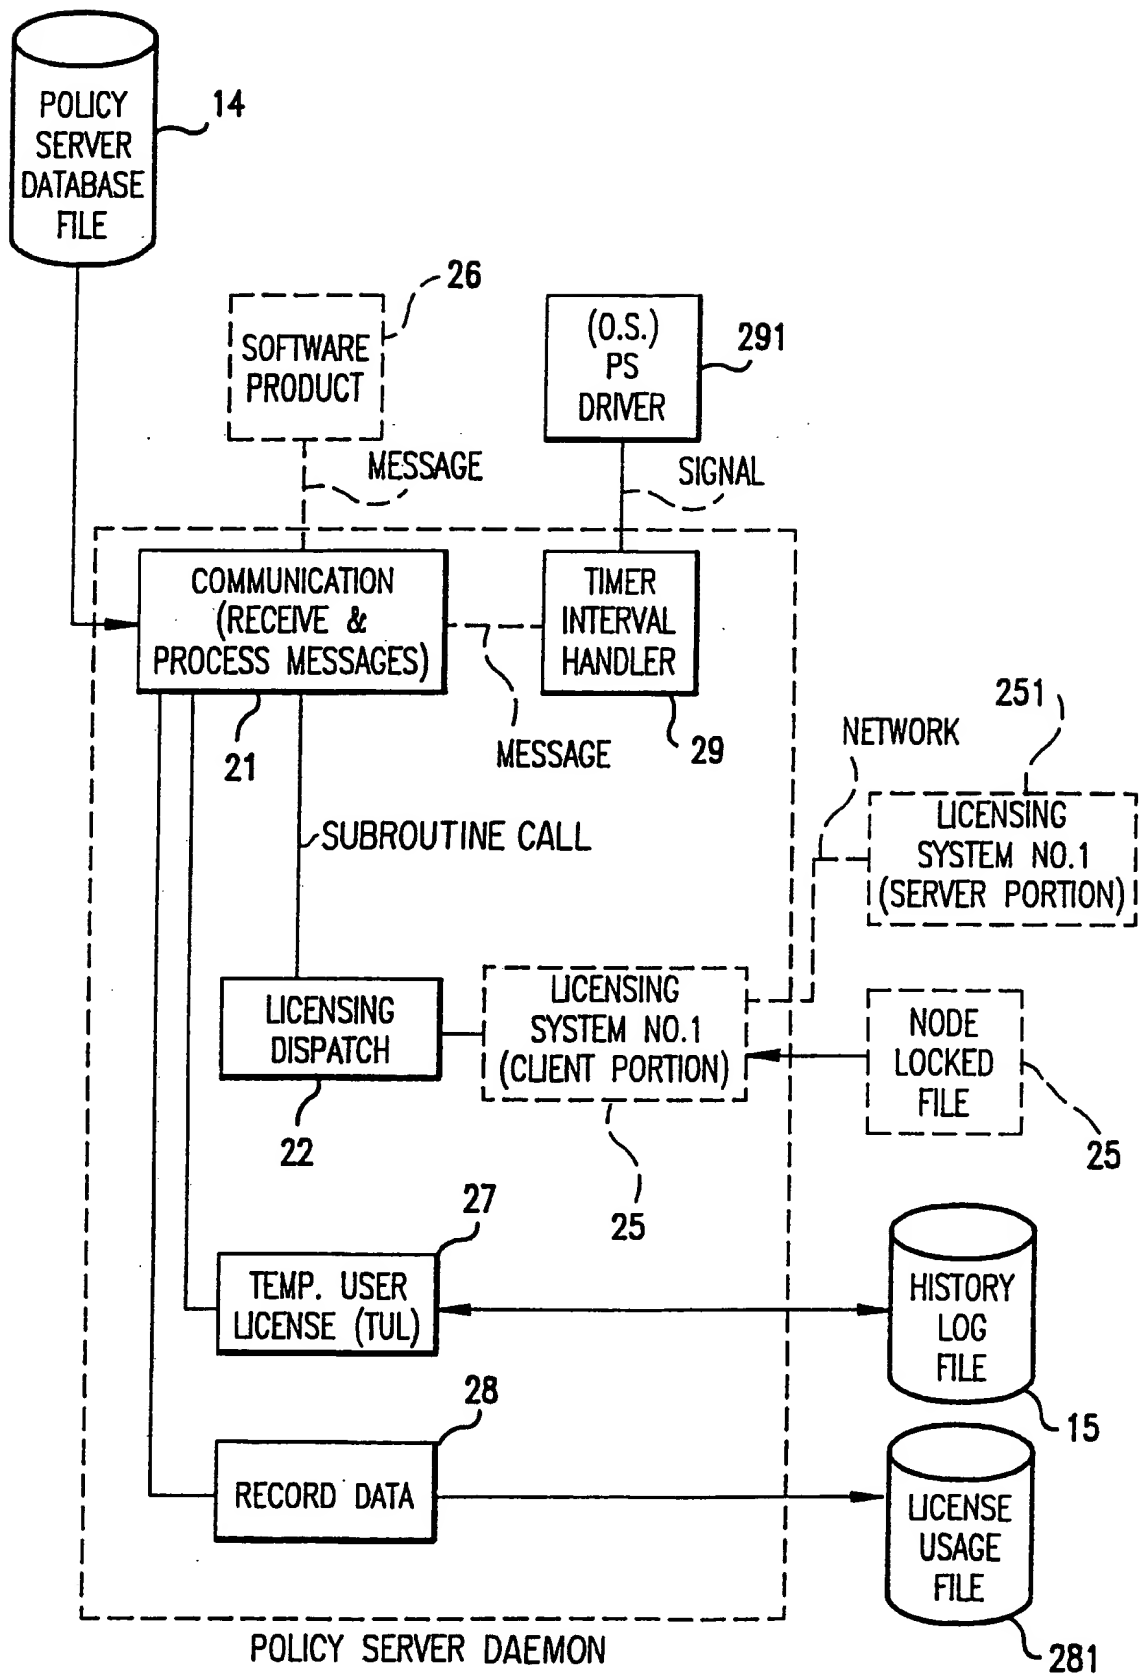 POLICY
SERVER
DATABASE
FILE
14
SOFTWARE
PRODUCT
26
(O.S.)
PS
DRIVER
291
MESSAGE
SIGNAL
COMMUNICATION
(RECEIVE &
PROCESS MESSAGES)
21
TIMER
INTERVAL
HANDLER
29
MESSAGE
SUBROUTINE CALL
NETWORK
251
LICENSING
SYSTEM NO.1
(SERVER PORTION)
LICENSING
DISPATCH
22
LICENSING
SYSTEM NO.1
(CLIENT PORTION)
25
NODE
LOCKED
FILE
25
TEMP. USER
LICENSE (TUL)
27
HISTORY
LOG
FILE
15
RECORD DATA
28
LICENSE
USAGE
FILE
281
POLICY SERVER DAEMON